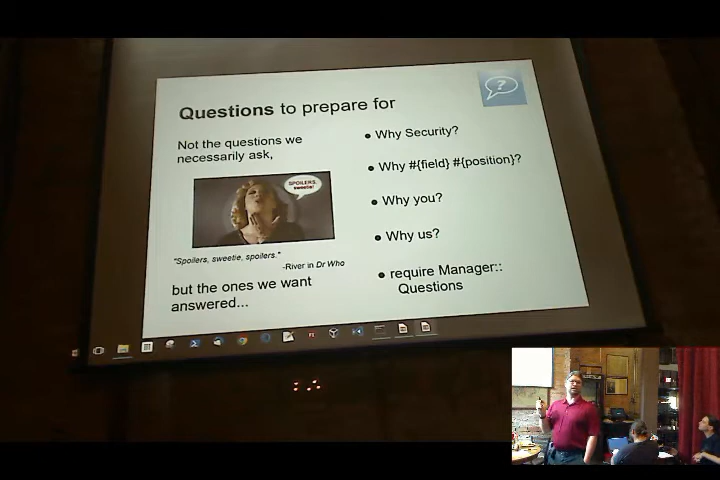 Questions to prepare for
Not the questions we
necessarily ask,
SPOILERS,
sweetie!
"Spoilers, sweetie, spoilers."
-River in Dr Who
but the ones we want
answered...
Why Security?
Why #{field} #{position}?
Why you?
Why us?
require Manager::
Questions